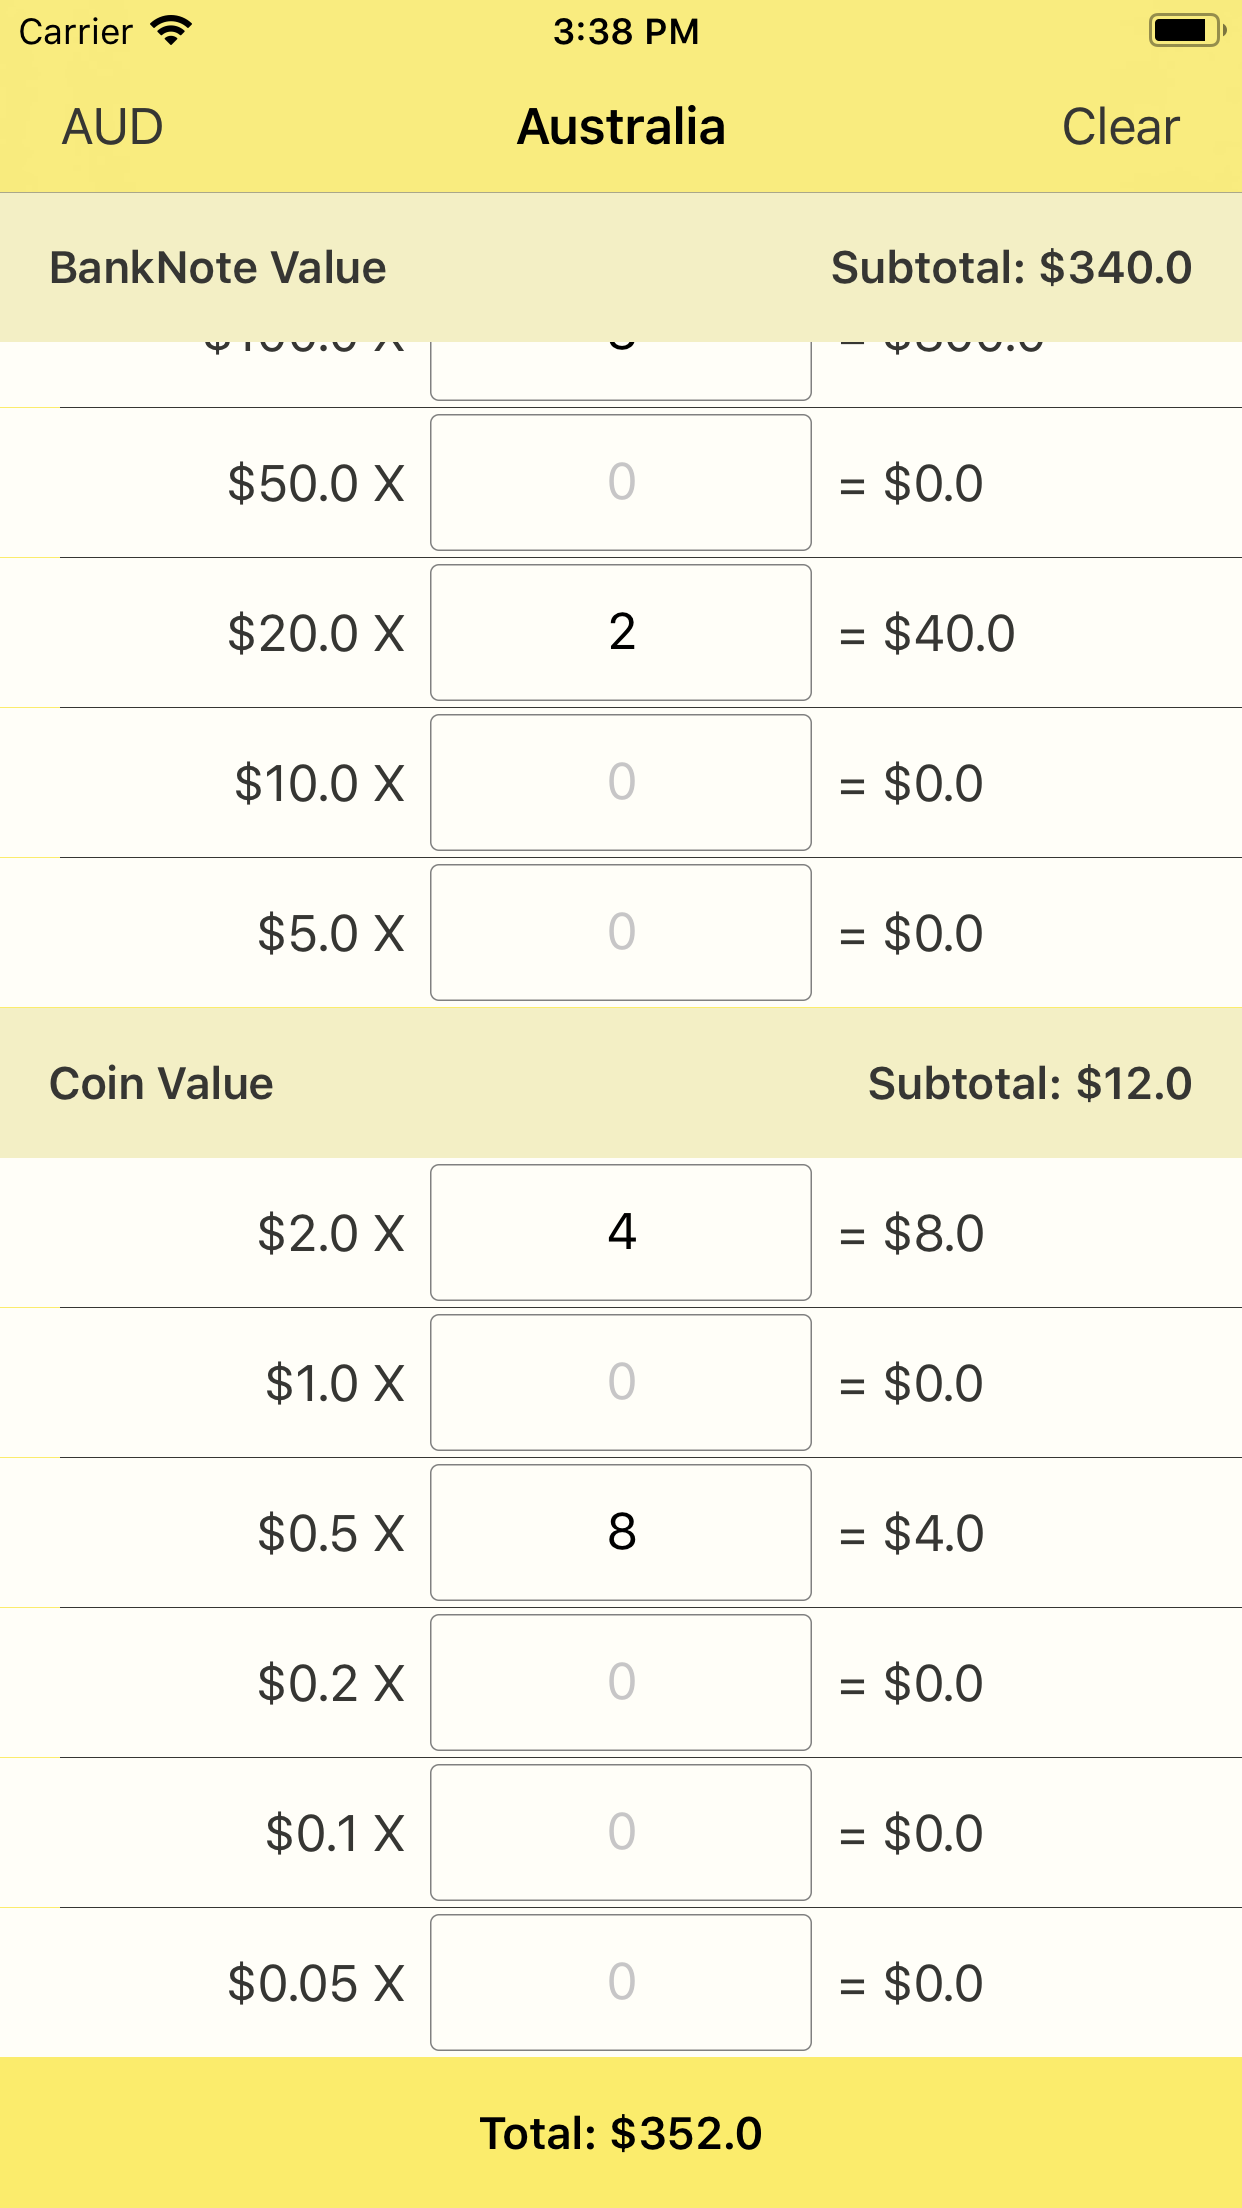 Carrier 3:38 PM
AUD Australia Clear
BankNote Value Subtotal: $340.0
$50.0 X 0 = $0.0
$20.0 X 2 = $40.0
$10.0 X 0 = $0.0
$5.0 X 0 = $0.0
Coin Value Subtotal: $12.0
$2.0 X 4 = $8.0
$1.0 X 0 = $0.0
$0.5 X 8 = $4.0
$0.2 X 0 = $0.0
$0.1 X 0 = $0.0
$0.05 X 0 = $0.0
Total: $352.0